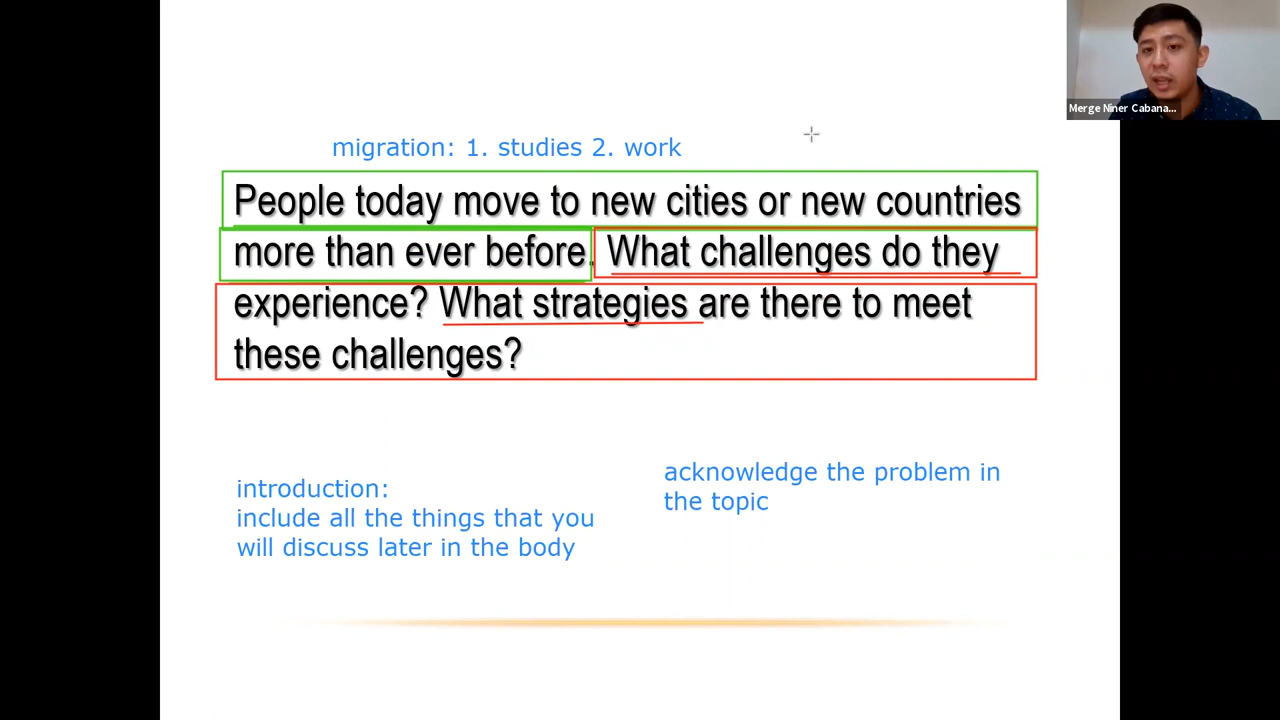 Merge Niner Cabana...
migration: 1. studies 2. work
People today move to new cities or new countries
more than ever before. What challenges do they
experience? What strategies are there to meet
these challenges?
introduction:
include all the things that you
will discuss later in the body
acknowledge the problem in
the topic